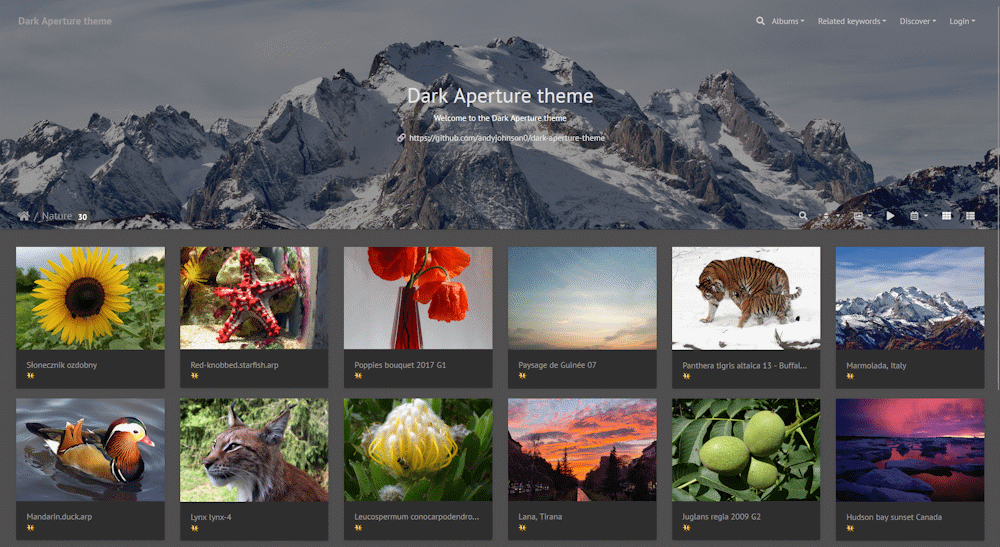 Dark Aperture theme
Albums Related keywords Discover Login
Dark Aperture theme
Welcome to the Dark Aperture theme
https://github.com/andyjohnson0/dark-aperture-theme
/ Nature 30
Słonecznik ozdobny
Red-knobbed.starfish.arp
Poppies bouquet 2017 G1
Paysage de Guinée 07
Panthera tigris altaica 13 - Buffal...
Marmolada, Italy
Mandarin.duck.arp
Lynx lynx-4
Leucospermum conocarpodendro...
Lana, Tirana
Juglans regia 2009 G2
Hudson bay sunset Canada